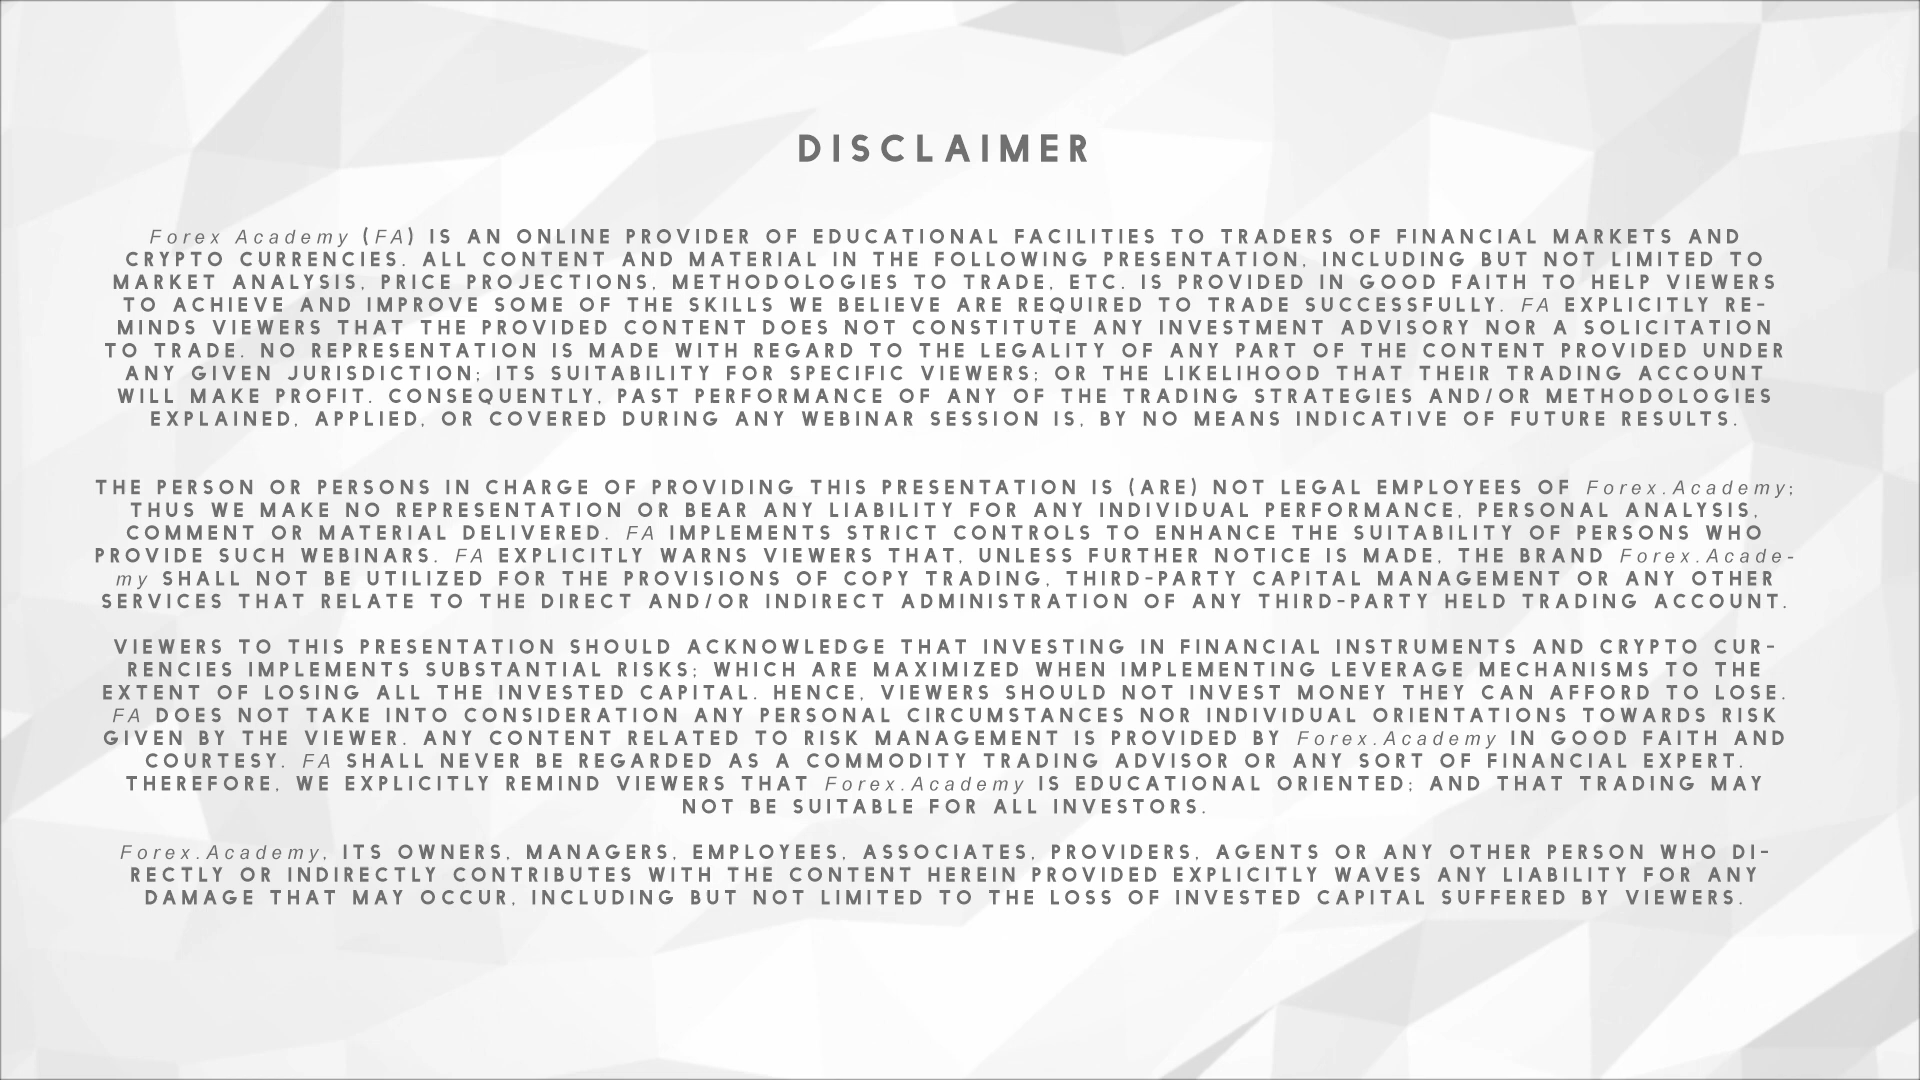 DISCLAIMER
Forex Academy (FA) IS AN ONLINE PROVIDER OF EDUCATIONAL FACILITIES TO TRADERS OF FINANCIAL MARKETS AND
CRYPTO CURRENCIES. ALL CONTENT AND MATERIAL IN THE FOLLOWING PRESENTATION, INCLUDING BUT NOT LIMITED TO
MARKET ANALYSIS, PRICE PROJECTIONS, METHODOLOGIES TO TRADE, ETC. IS PROVIDED IN GOOD FAITH TO HELP VIEWERS
TO ACHIEVE AND IMPROVE SOME OF THE SKILLS WE BELIEVE ARE REQUIRED TO TRADE SUCCESSFULLY. FA EXPLICITLY RE-
MINDS VIEWERS THAT THE PROVIDED CONTENT DOES NOT CONSTITUTE ANY INVESTMENT ADVISORY NOR A SOLICITATION
TO TRADE. NO REPRESENTATION IS MADE WITH REGARD TO THE LEGALITY OF ANY PART OF THE CONTENT PROVIDED UNDER
ANY GIVEN JURISDICTION; ITS SUITABILITY FOR SPECIFIC VIEWERS; OR THE LIKELIHOOD THAT THEIR TRADING ACCOUNT
WILL MAKE PROFIT. CONSEQUENTLY, PAST PERFORMANCE OF ANY OF THE TRADING STRATEGIES AND/OR METHODOLOGIES
EXPLAINED, APPLIED, OR COVERED DURING ANY WEBINAR SESSION IS, BY NO MEANS INDICATIVE OF FUTURE RESULTS.
THE PERSON OR PERSONS IN CHARGE OF PROVIDING THIS PRESENTATION IS (ARE) NOT LEGAL EMPLOYEES OF Forex.Academy;
THUS WE MAKE NO REPRESENTATION OR BEAR ANY LIABILITY FOR ANY INDIVIDUAL PERFORMANCE, PERSONAL ANALYSIS,
COMMENT OR MATERIAL DELIVERED. FA IMPLEMENTS STRICT CONTROLS TO ENHANCE THE SUITABILITY OF PERSONS WHO
PROVIDE SUCH WEBINARS. FA EXPLICITLY WARNS VIEWERS THAT, UNLESS FURTHER NOTICE IS MADE, THE BRAND Forex.Acade-
my SHALL NOT BE UTILIZED FOR THE PROVISIONS OF COPY TRADING, THIRD-PARTY CAPITAL MANAGEMENT OR ANY OTHER
SERVICES THAT RELATE TO THE DIRECT AND/OR INDIRECT ADMINISTRATION OF ANY THIRD-PARTY HELD TRADING ACCOUNT.
VIEWERS TO THIS PRESENTATION SHOULD ACKNOWLEDGE THAT INVESTING IN FINANCIAL INSTRUMENTS AND CRYPTO CUR-
RENCIES IMPLEMENTS SUBSTANTIAL RISKS; WHICH ARE MAXIMIZED WHEN IMPLEMENTING LEVERAGE MECHANISMS TO THE
EXTENT OF LOSING ALL THE INVESTED CAPITAL. HENCE, VIEWERS SHOULD NOT INVEST MONEY THEY CAN AFFORD TO LOSE.
FA DOES NOT TAKE INTO CONSIDERATION ANY PERSONAL CIRCUMSTANCES NOR INDIVIDUAL ORIENTATIONS TOWARDS RISK
GIVEN BY THE VIEWER. ANY CONTENT RELATED TO RISK MANAGEMENT IS PROVIDED BY Forex.Academy IN GOOD FAITH AND
COURTESY. FA SHALL NEVER BE REGARDED AS A COMMODITY TRADING ADVISOR OR ANY SORT OF FINANCIAL EXPERT.
THEREFORE, WE EXPLICITLY REMIND VIEWERS THAT Forex.Academy IS EDUCATIONAL ORIENTED; AND THAT TRADING MAY
NOT BE SUITABLE FOR ALL INVESTORS.
Forex.Academy, ITS OWNERS, MANAGERS, EMPLOYEES, ASSOCIATES, PROVIDERS, AGENTS OR ANY OTHER PERSON WHO DI-
RECTLY OR INDIRECTLY CONTRIBUTES WITH THE CONTENT HEREIN PROVIDED EXPLICITLY WAVES ANY LIABILITY FOR ANY
DAMAGE THAT MAY OCCUR, INCLUDING BUT NOT LIMITED TO THE LOSS OF INVESTED CAPITAL SUFFERED BY VIEWERS.